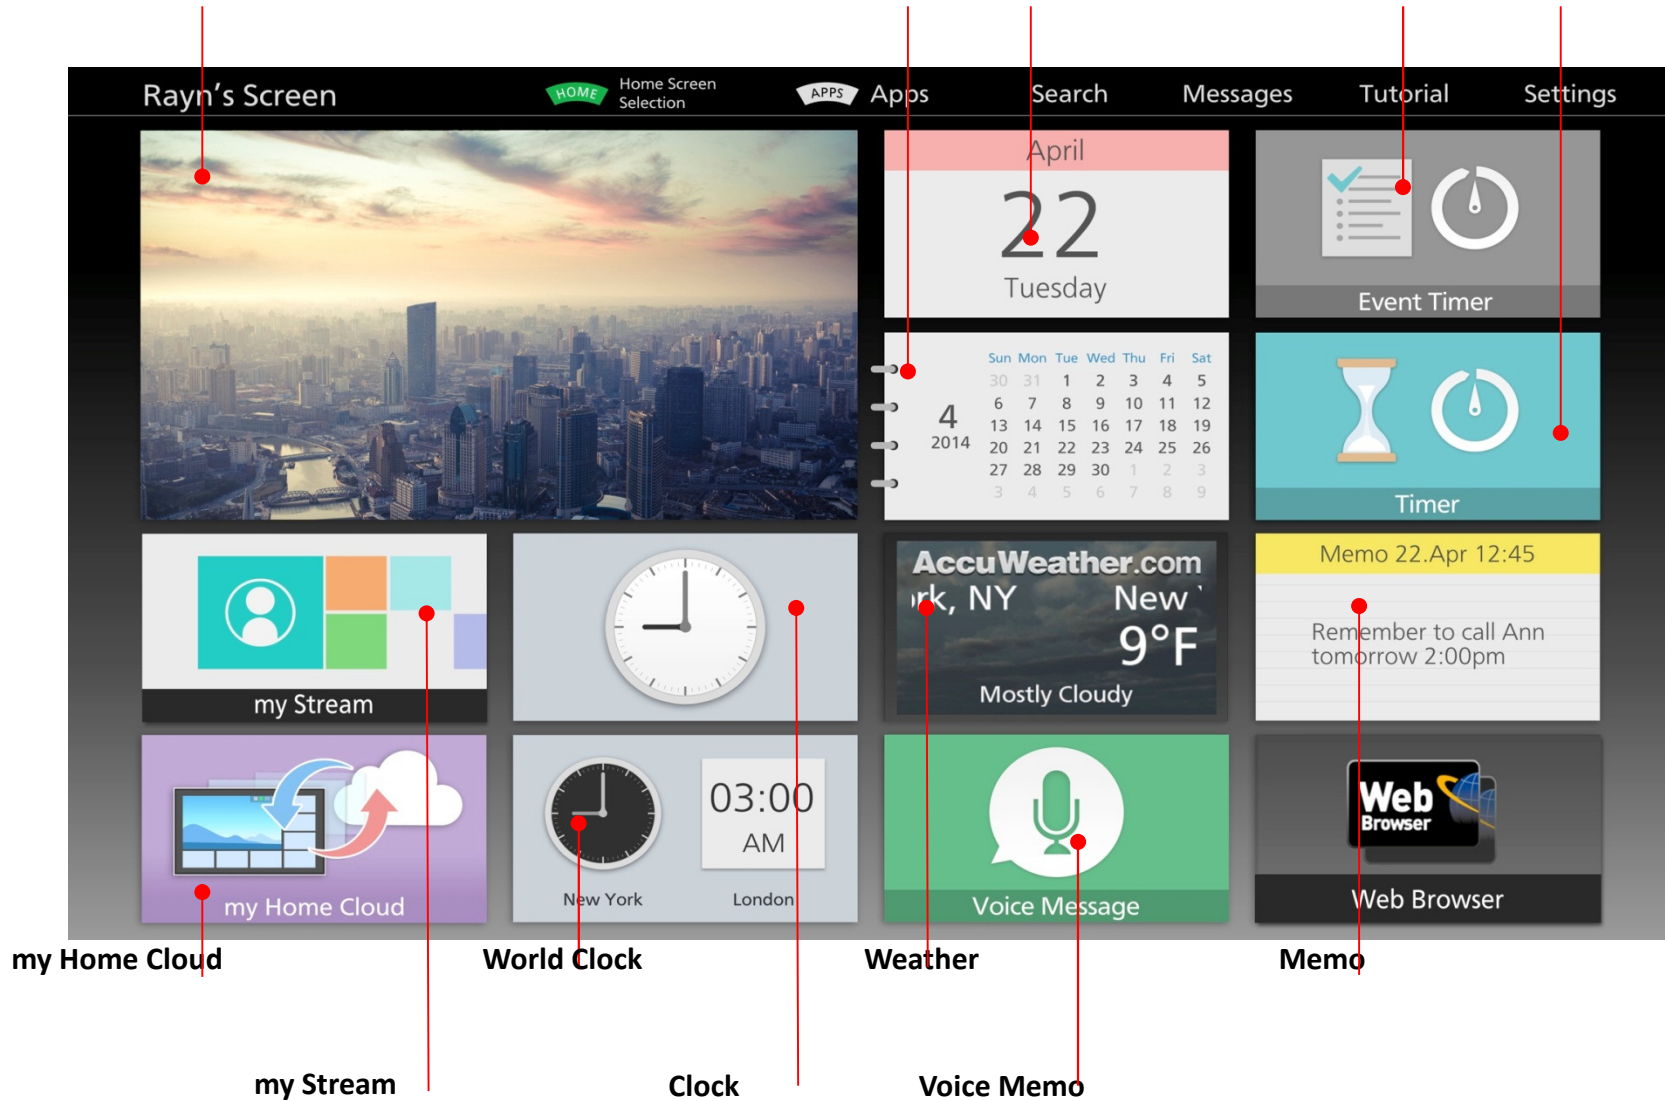 Rayn's Screen
HOME
Home Screen
Selection
APPS
Apps
Search
Messages
Tutorial
Settings
April
22
Tuesday
Event Timer
Sun Mon Tue Wed Thu Fri Sat
30 31 1 2 3 4 5
6 7 8 9 10 11 12
4
13 14 15 16 17 18 19
2014
20 21 22 23 24 25 26
27 28 29 30 1 2 3
3 4 5 6 7 8 9
Timer
my Stream
AccuWeather.com
rk, NY New
9°F
Mostly Cloudy
Memo 22.Apr 12:45
Remember to call Ann
tomorrow 2:00pm
my Home Cloud
New York
03:00
AM
London
Voice Message
Web
Browser
Web Browser
my Home Cloud
World Clock
Weather
Memo
my Stream
Clock
Voice Memo